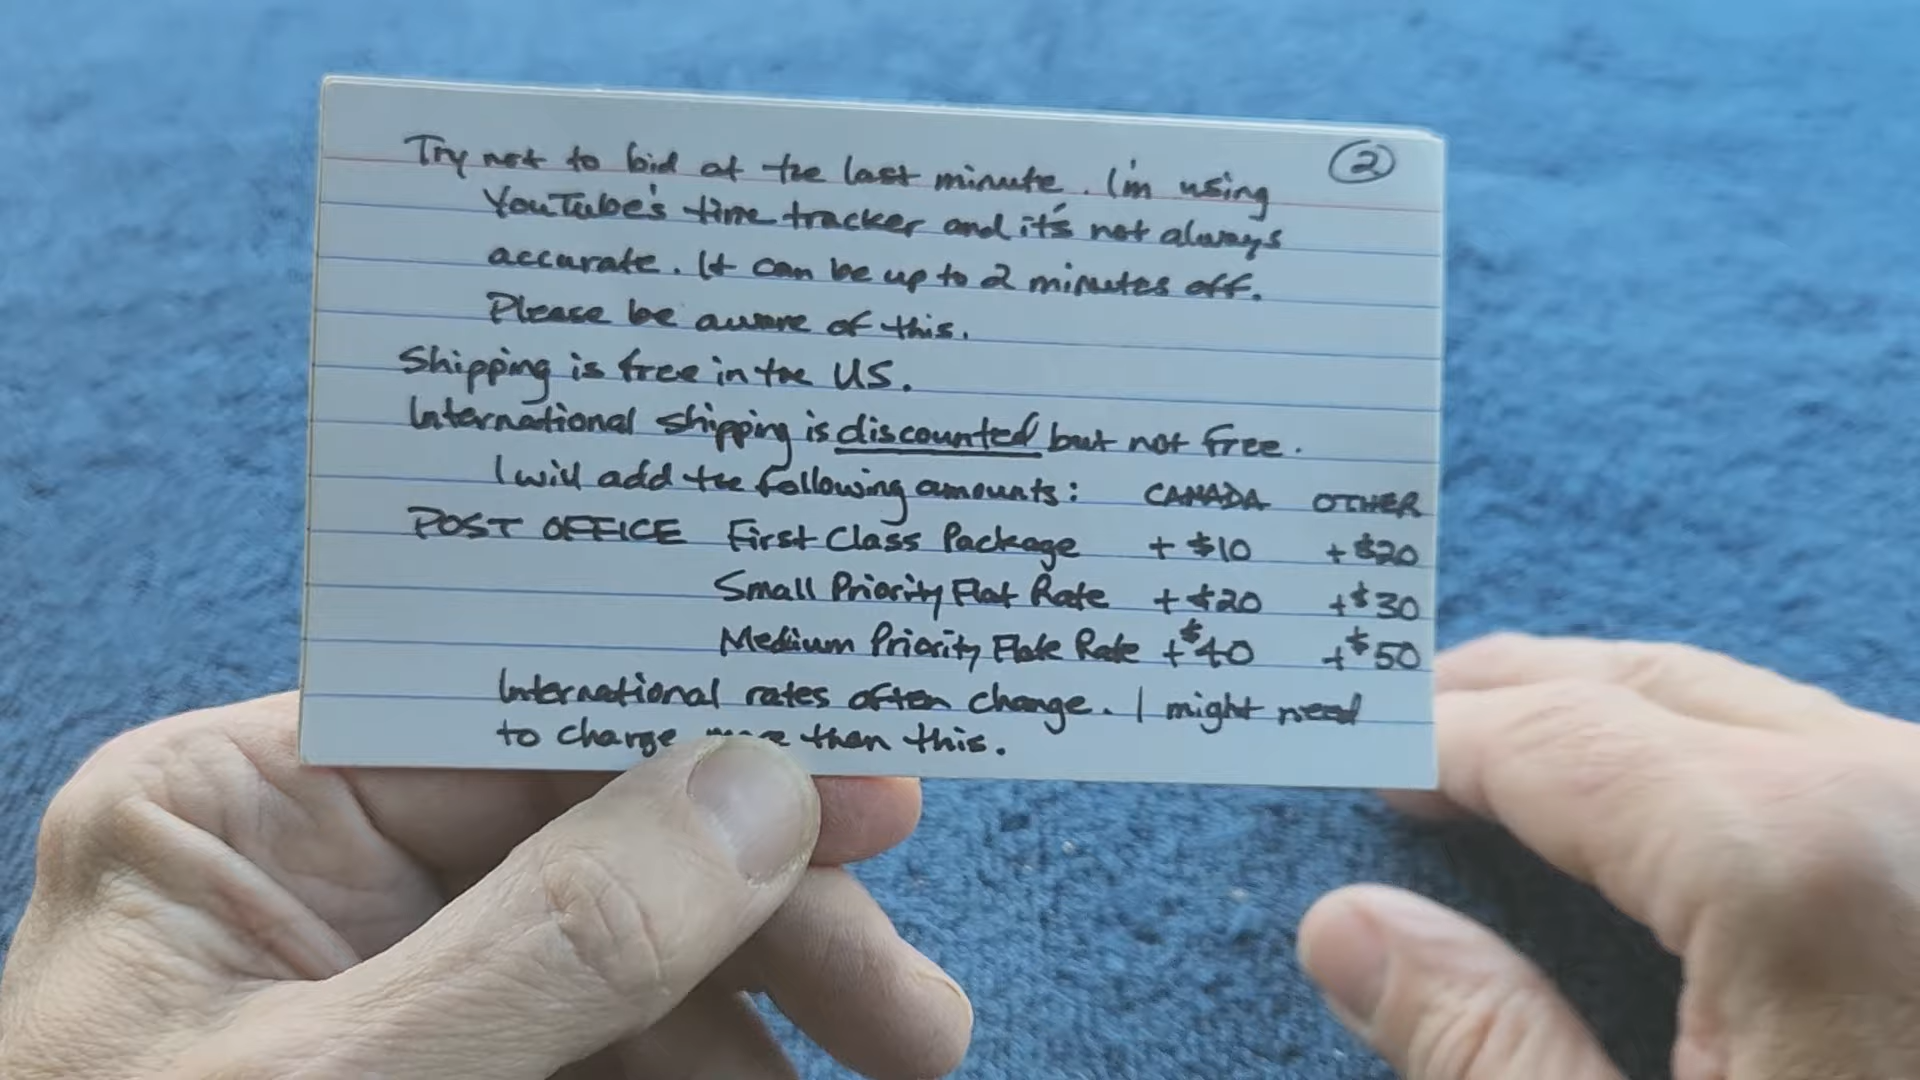 ②
Try not to bid at the last minute. I'm using
YouTube's time tracker and it's not always
accurate. It can be up to 2 minutes off.
Please be aware of this.
Shipping is free in the US.
International shipping is discounted but not free.
I will add the following amounts: CANADA OTHER
POST OFFICE First Class Package +$10 +$20
Small Priority Flat Rate +$20 +$30
Medium Priority Flate Rate +$40 +$50
International rates often change. I might need
to charge more than this.